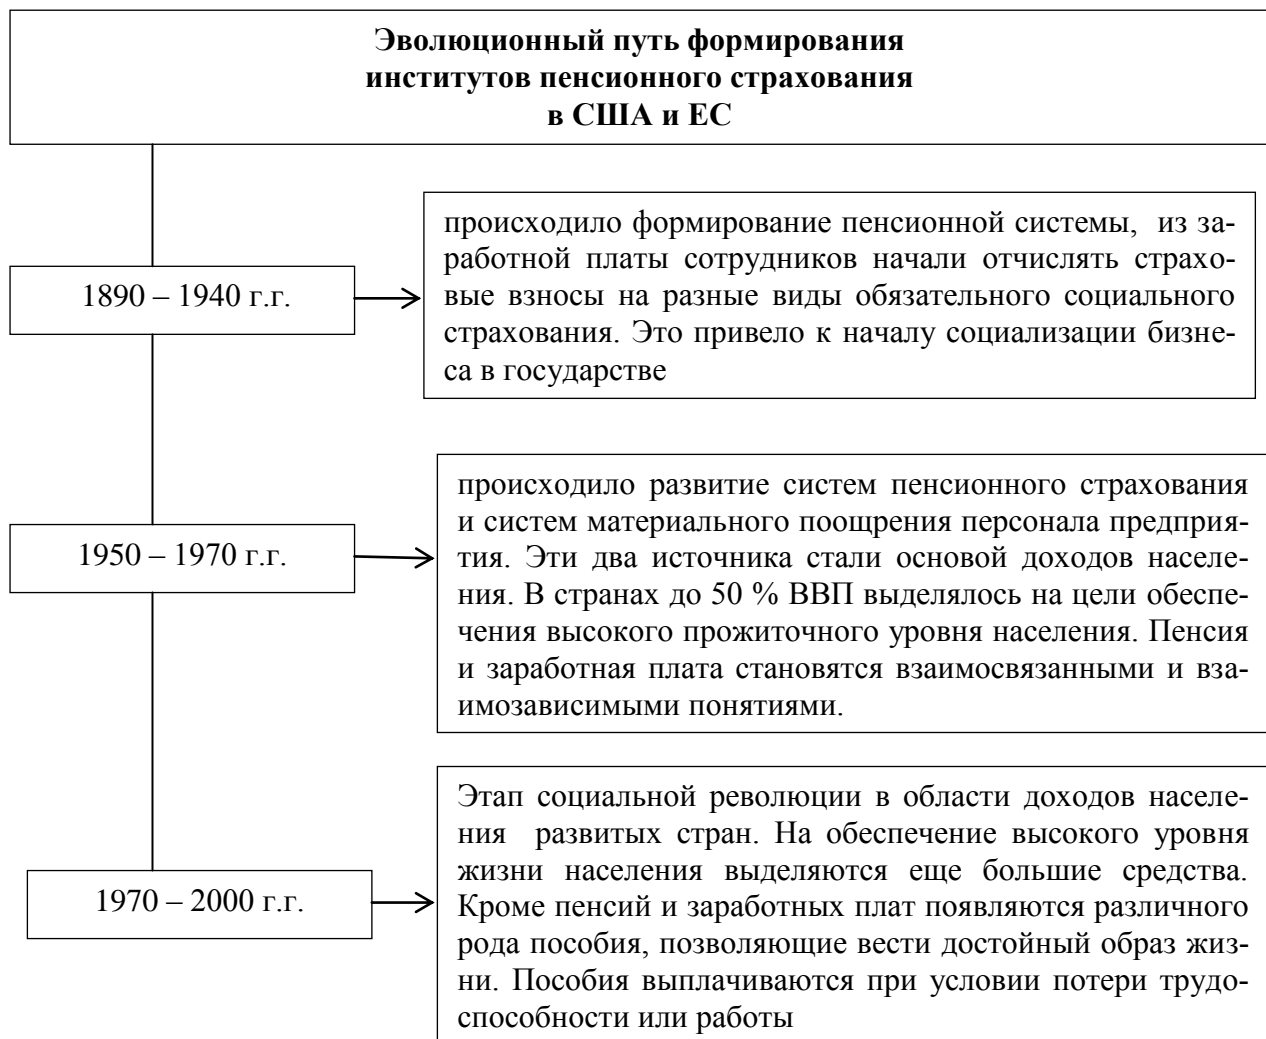 Эволюционный путь формирования
институтов пенсионного страхования
в США и ЕС
1890 – 1940 г.г.
происходило формирование пенсионной системы, из за-
работной платы сотрудников начали отчислять страхо-
вые взносы на разные виды обязательного социального
страхования. Это привело к началу социализации бизне-
са в государстве
1950 – 1970 г.г.
происходило развитие систем пенсионного страхования
и систем материального поощрения персонала предприя-
тия. Эти два источника стали основой доходов населе-
ния. В странах до 50 % ВВП выделялось на цели обеспе-
чения высокого прожиточного уровня населения. Пенсия
и заработная плата становятся взаимосвязанными и вза-
имозависимыми понятиями.
1970 – 2000 г.г.
Этап социальной революции в области доходов населе-
ния развитых стран. На обеспечение высокого уровня
жизни населения выделяются еще большие средства.
Кроме пенсий и заработных плат появляются различного
рода пособия, позволяющие вести достойный образ жиз-
ни. Пособия выплачиваются при условии потери трудо-
способности или работы